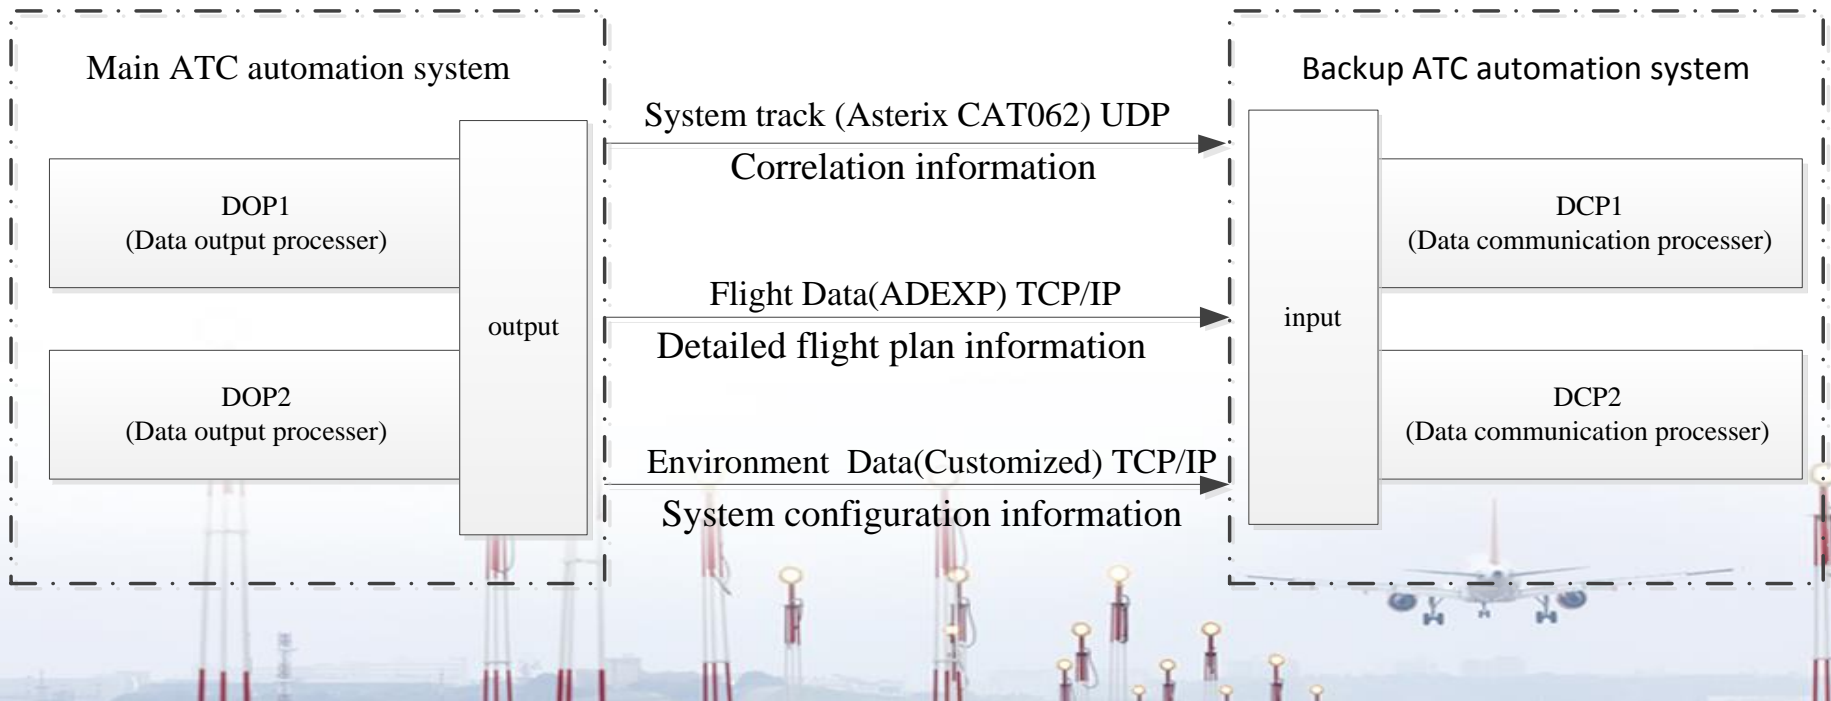 Main ATC automation system
DOP1
(Data output processer)
DOP2
(Data output processer)
output
System track (Asterix CAT062) UDP
Correlation information
Flight Data(ADEXP) TCP/IP
Detailed flight plan information
Environment  Data(Customized) TCP/IP
System configuration information
Backup ATC automation system
input
DCP1
(Data communication processer)
DCP2
(Data communication processer)